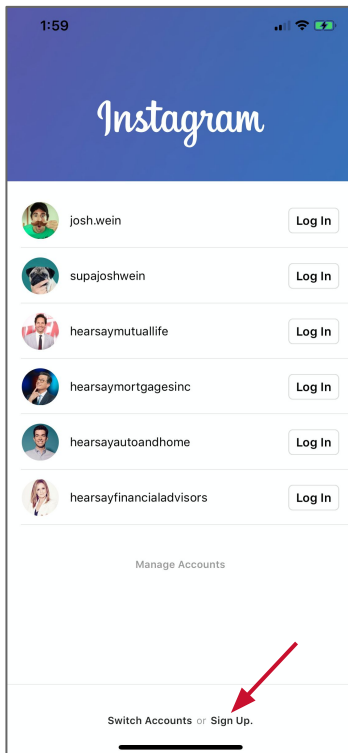 1:59
Instagram
josh.wein
Log In
supajoshwein
Log In
hearsaymutuallife
Log In
hearsaymortgagesinc
Log In
hearsayautoandhome
Log In
hearsayfinancialadvisors
Log In
Manage Accounts
Switch Accounts or Sign Up.